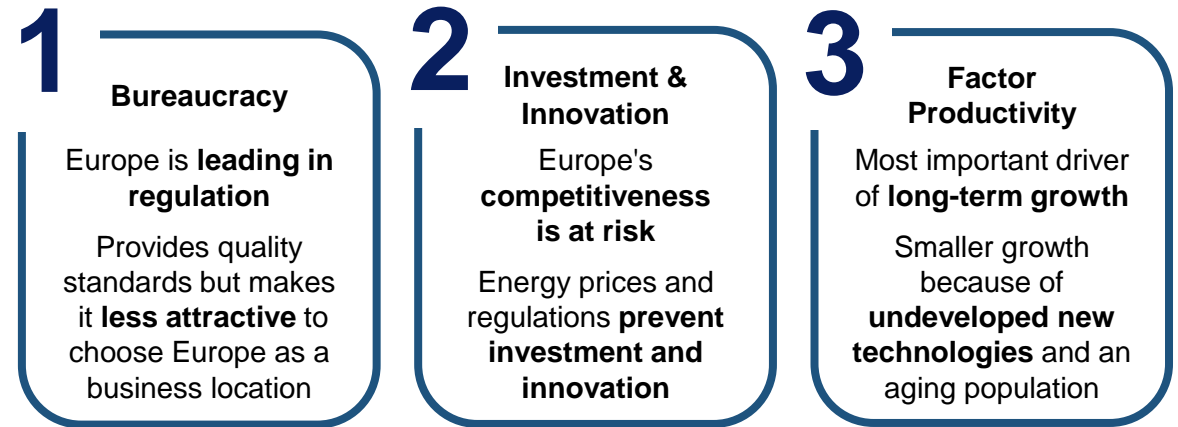 1
Bureaucracy
Europe is leading in
regulation
Provides quality
standards but makes
it less attractive to
choose Europe as a
business location
2
Investment &
Innovation
Europe's
competitiveness
is at risk
Energy prices and
regulations prevent
investment and
innovation
3
Factor
Productivity
Most important driver
of long-term growth
Smaller growth
because of
undeveloped new
technologies and an
aging population